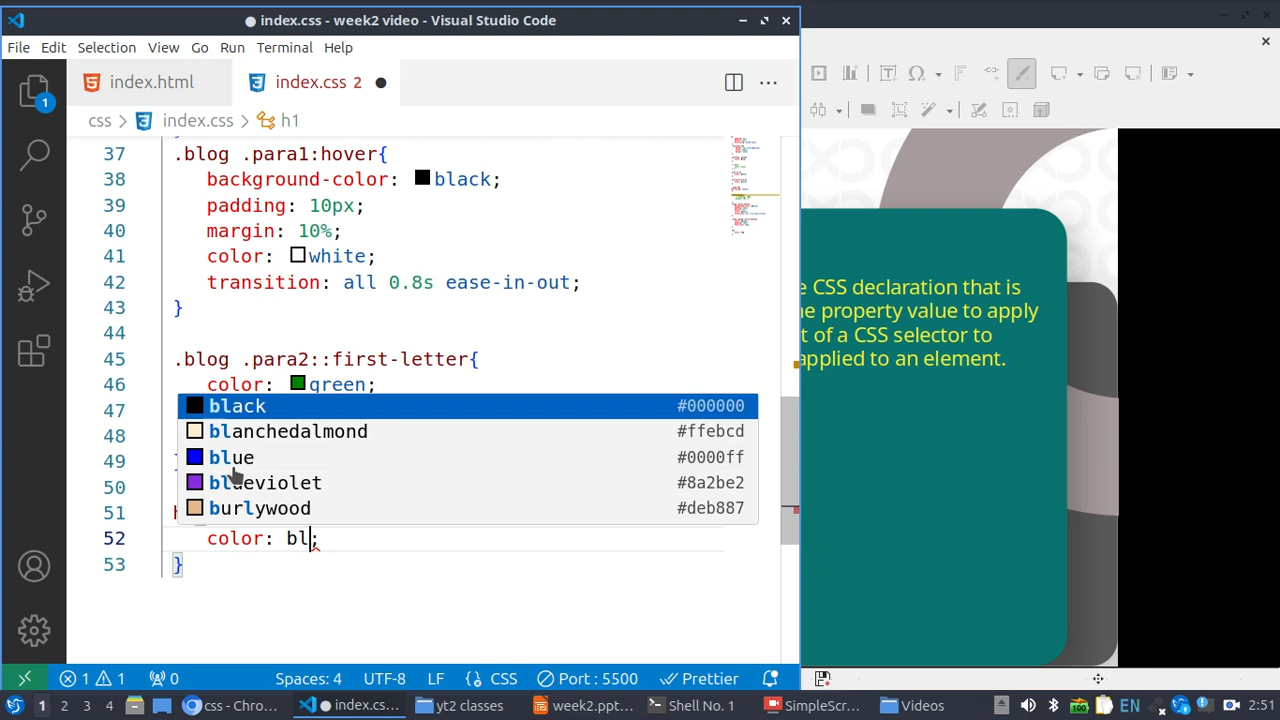 index.css - week2 video - Visual Studio Code
File Edit Selection View Go Run Terminal Help
index.html index.css 2
css > index.css > h1
37 .blog .para1:hover{
38 background-color: black;
39 padding: 10px;
40 margin: 10%;
41 color: white;
42 transition: all 0.8s ease-in-out;
43 }
44
45 .blog .para2::first-letter{
46 color: green;
47
48
49
50
51
black #000000
blanchedalmond #ffebcd
blue #0000ff
blueviolet #8a2be2
burlywood #deb887
52 color: bl;
53 }
1
e CSS declaration that is
e property value to apply
t of a CSS selector to
applied to an element.
1 1 0 Spaces: 4 UTF-8 LF {} CSS Port : 5500 Prettier
1 2 3 4 css - Chro... index.cs... yt2 classes week2.ppt... Shell No. 1 SimpleScr... Videos EN 100 2:51